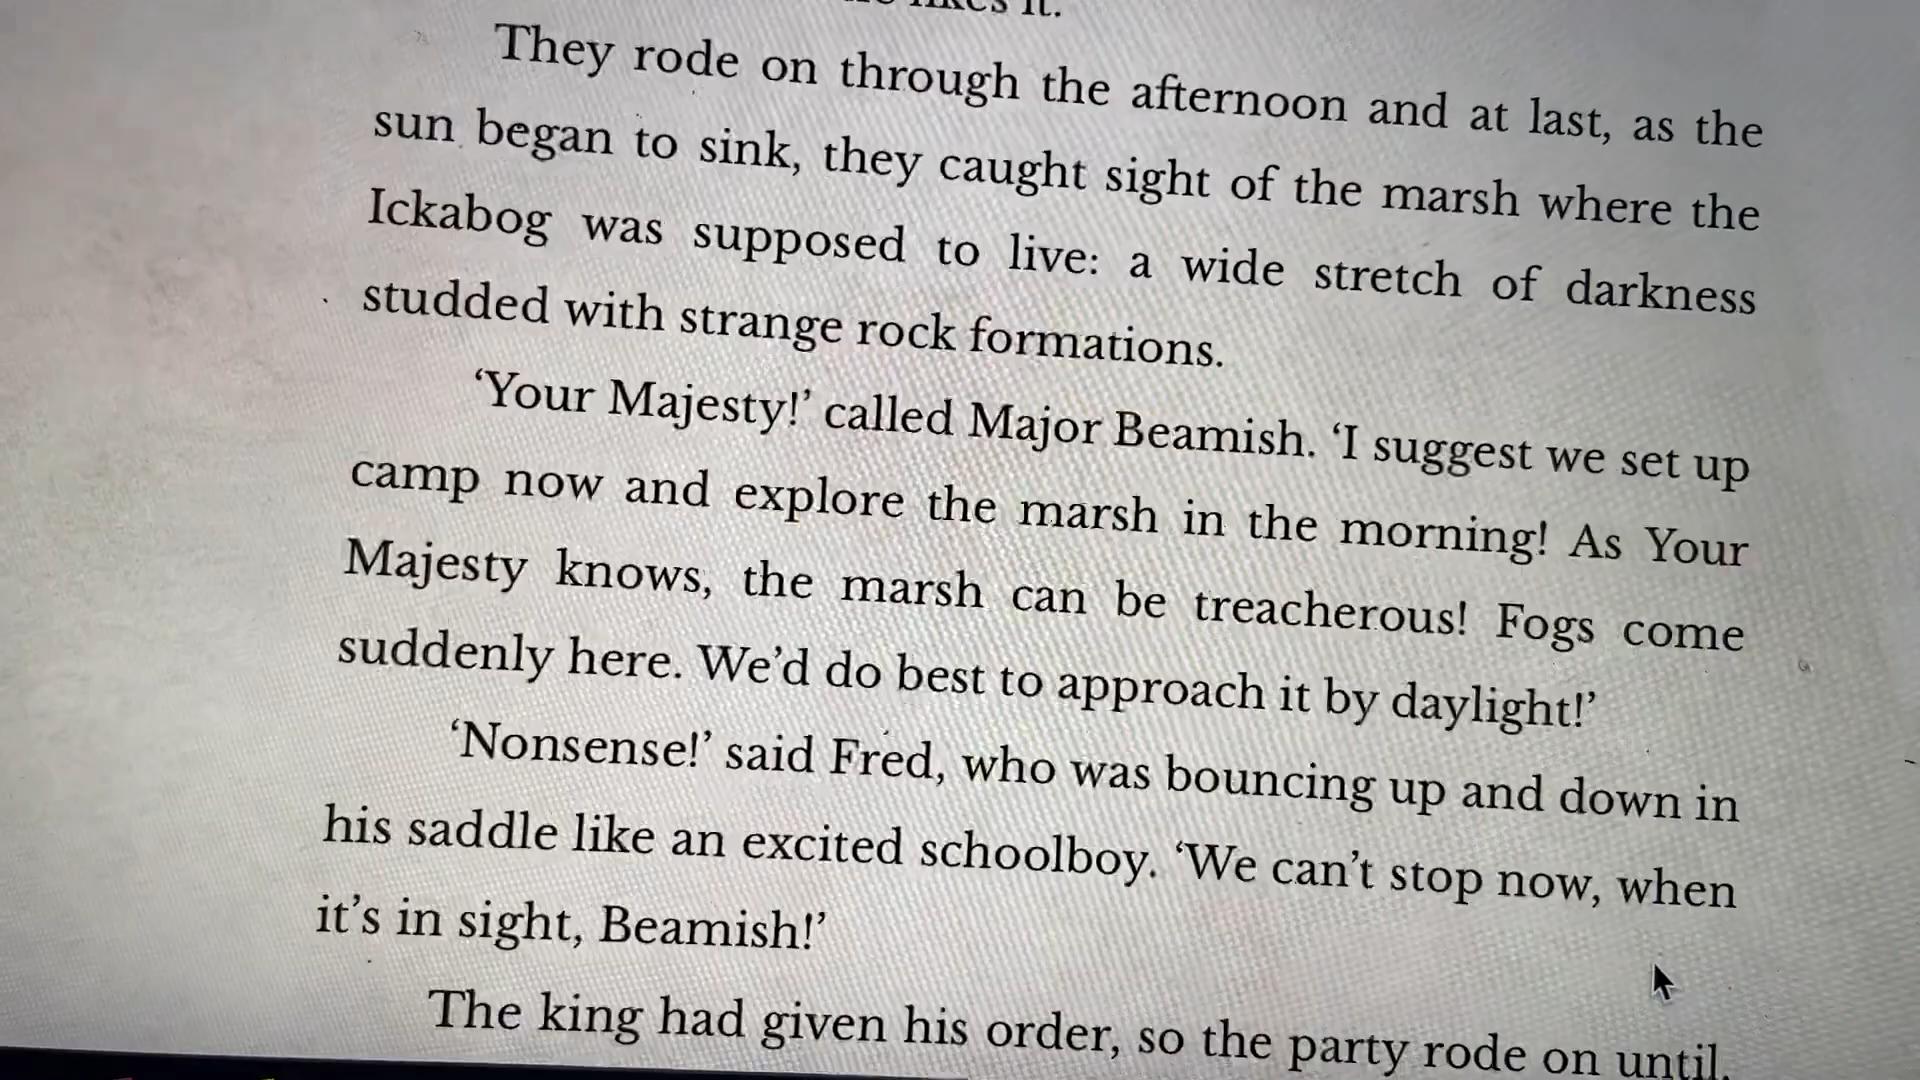 likes it.
They rode on through the afternoon and at last, as the
sun began to sink, they caught sight of the marsh where the
Ickabog was supposed to live: a wide stretch of darkness
studded with strange rock formations.
‘Your Majesty!’ called Major Beamish. ‘I suggest we set up
camp now and explore the marsh in the morning! As Your
Majesty knows, the marsh can be treacherous! Fogs come
suddenly here. We’d do best to approach it by daylight!’
‘Nonsense!’ said Fred, who was bouncing up and down in
his saddle like an excited schoolboy. ‘We can’t stop now, when
it’s in sight, Beamish!’
The king had given his order, so the party rode on until,